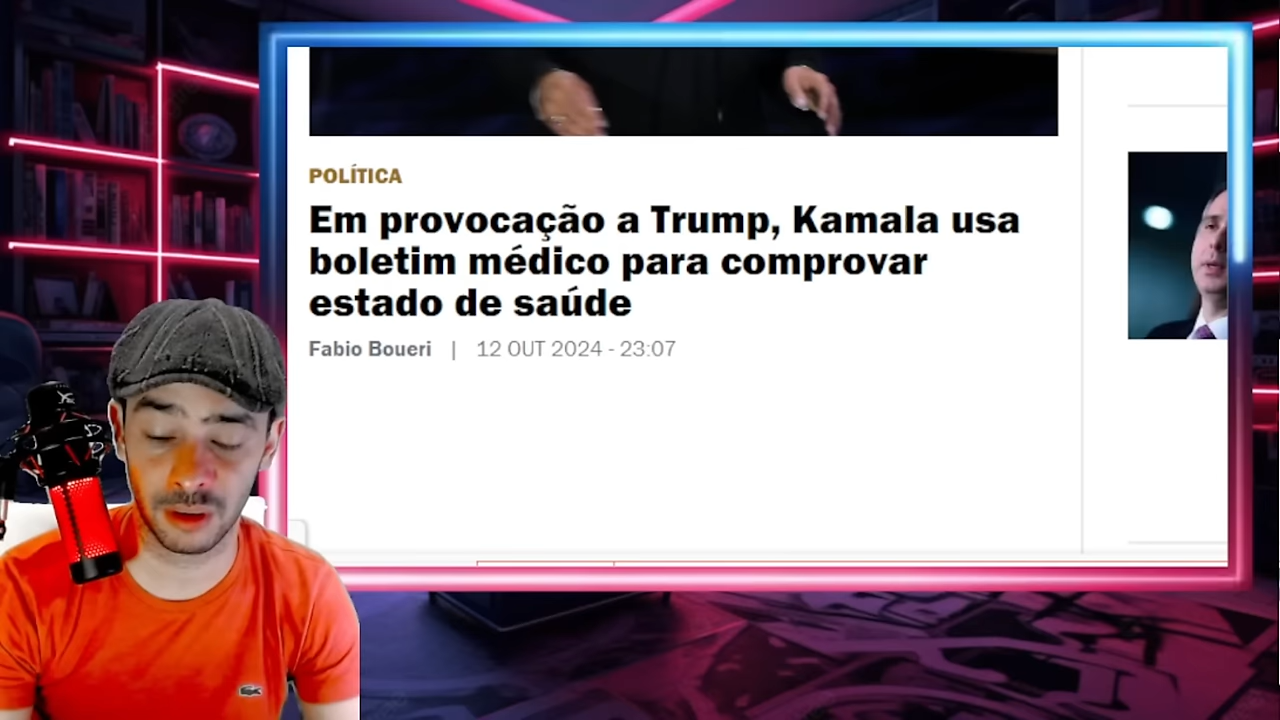 POLÍTICA
Em provocação a Trump, Kamala usa
boletim médico para comprovar
estado de saúde
Fabio Boueri | 12 OUT 2024 - 23:07